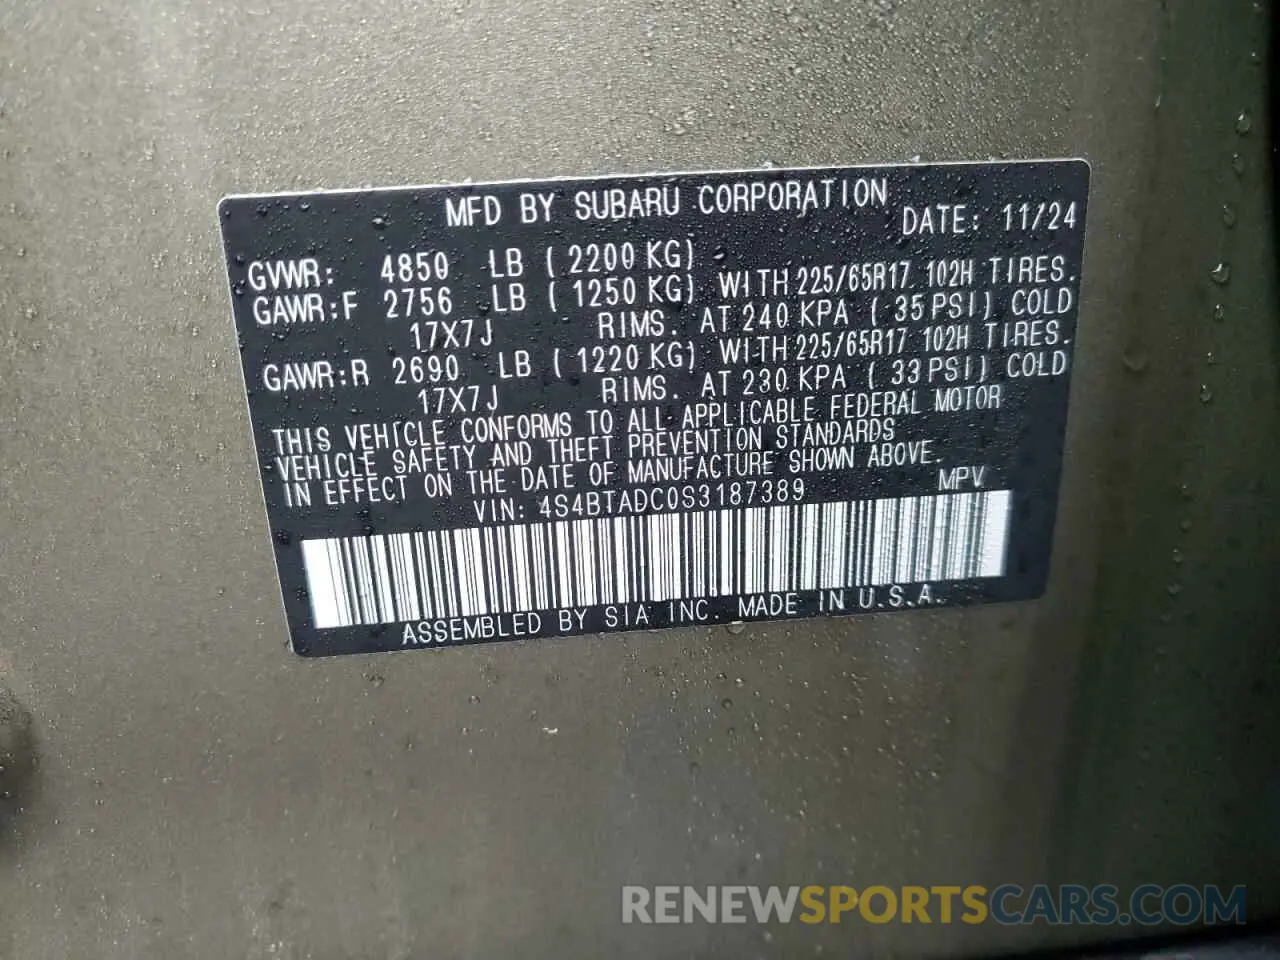 MFD BY SUBARU CORPORATION
DATE: 11/24
GVWR: 4850 LB ( 2200 KG)
GAWR:F 2756 LB ( 1250 KG) WITH 225/65R17 102H TIRES.
17X7J RIMS. AT 240 KPA ( 35 PSI) COLD
GAWR:R 2690 LB ( 1220 KG) WITH 225/65R17 102H TIRES.
17X7J RIMS. AT 230 KPA ( 33 PSI) COLD
THIS VEHICLE CONFORMS TO ALL APPLICABLE FEDERAL MOTOR
VEHICLE SAFETY AND THEFT PREVENTION STANDARDS
IN EFFECT ON THE DATE OF MANUFACTURE SHOWN ABOVE.
VIN: 4S4BTADC0S3187389 MPV
ASSEMBLED BY SIA INC. MADE IN U.S.A.
RENEWSPORTSCARS.COM